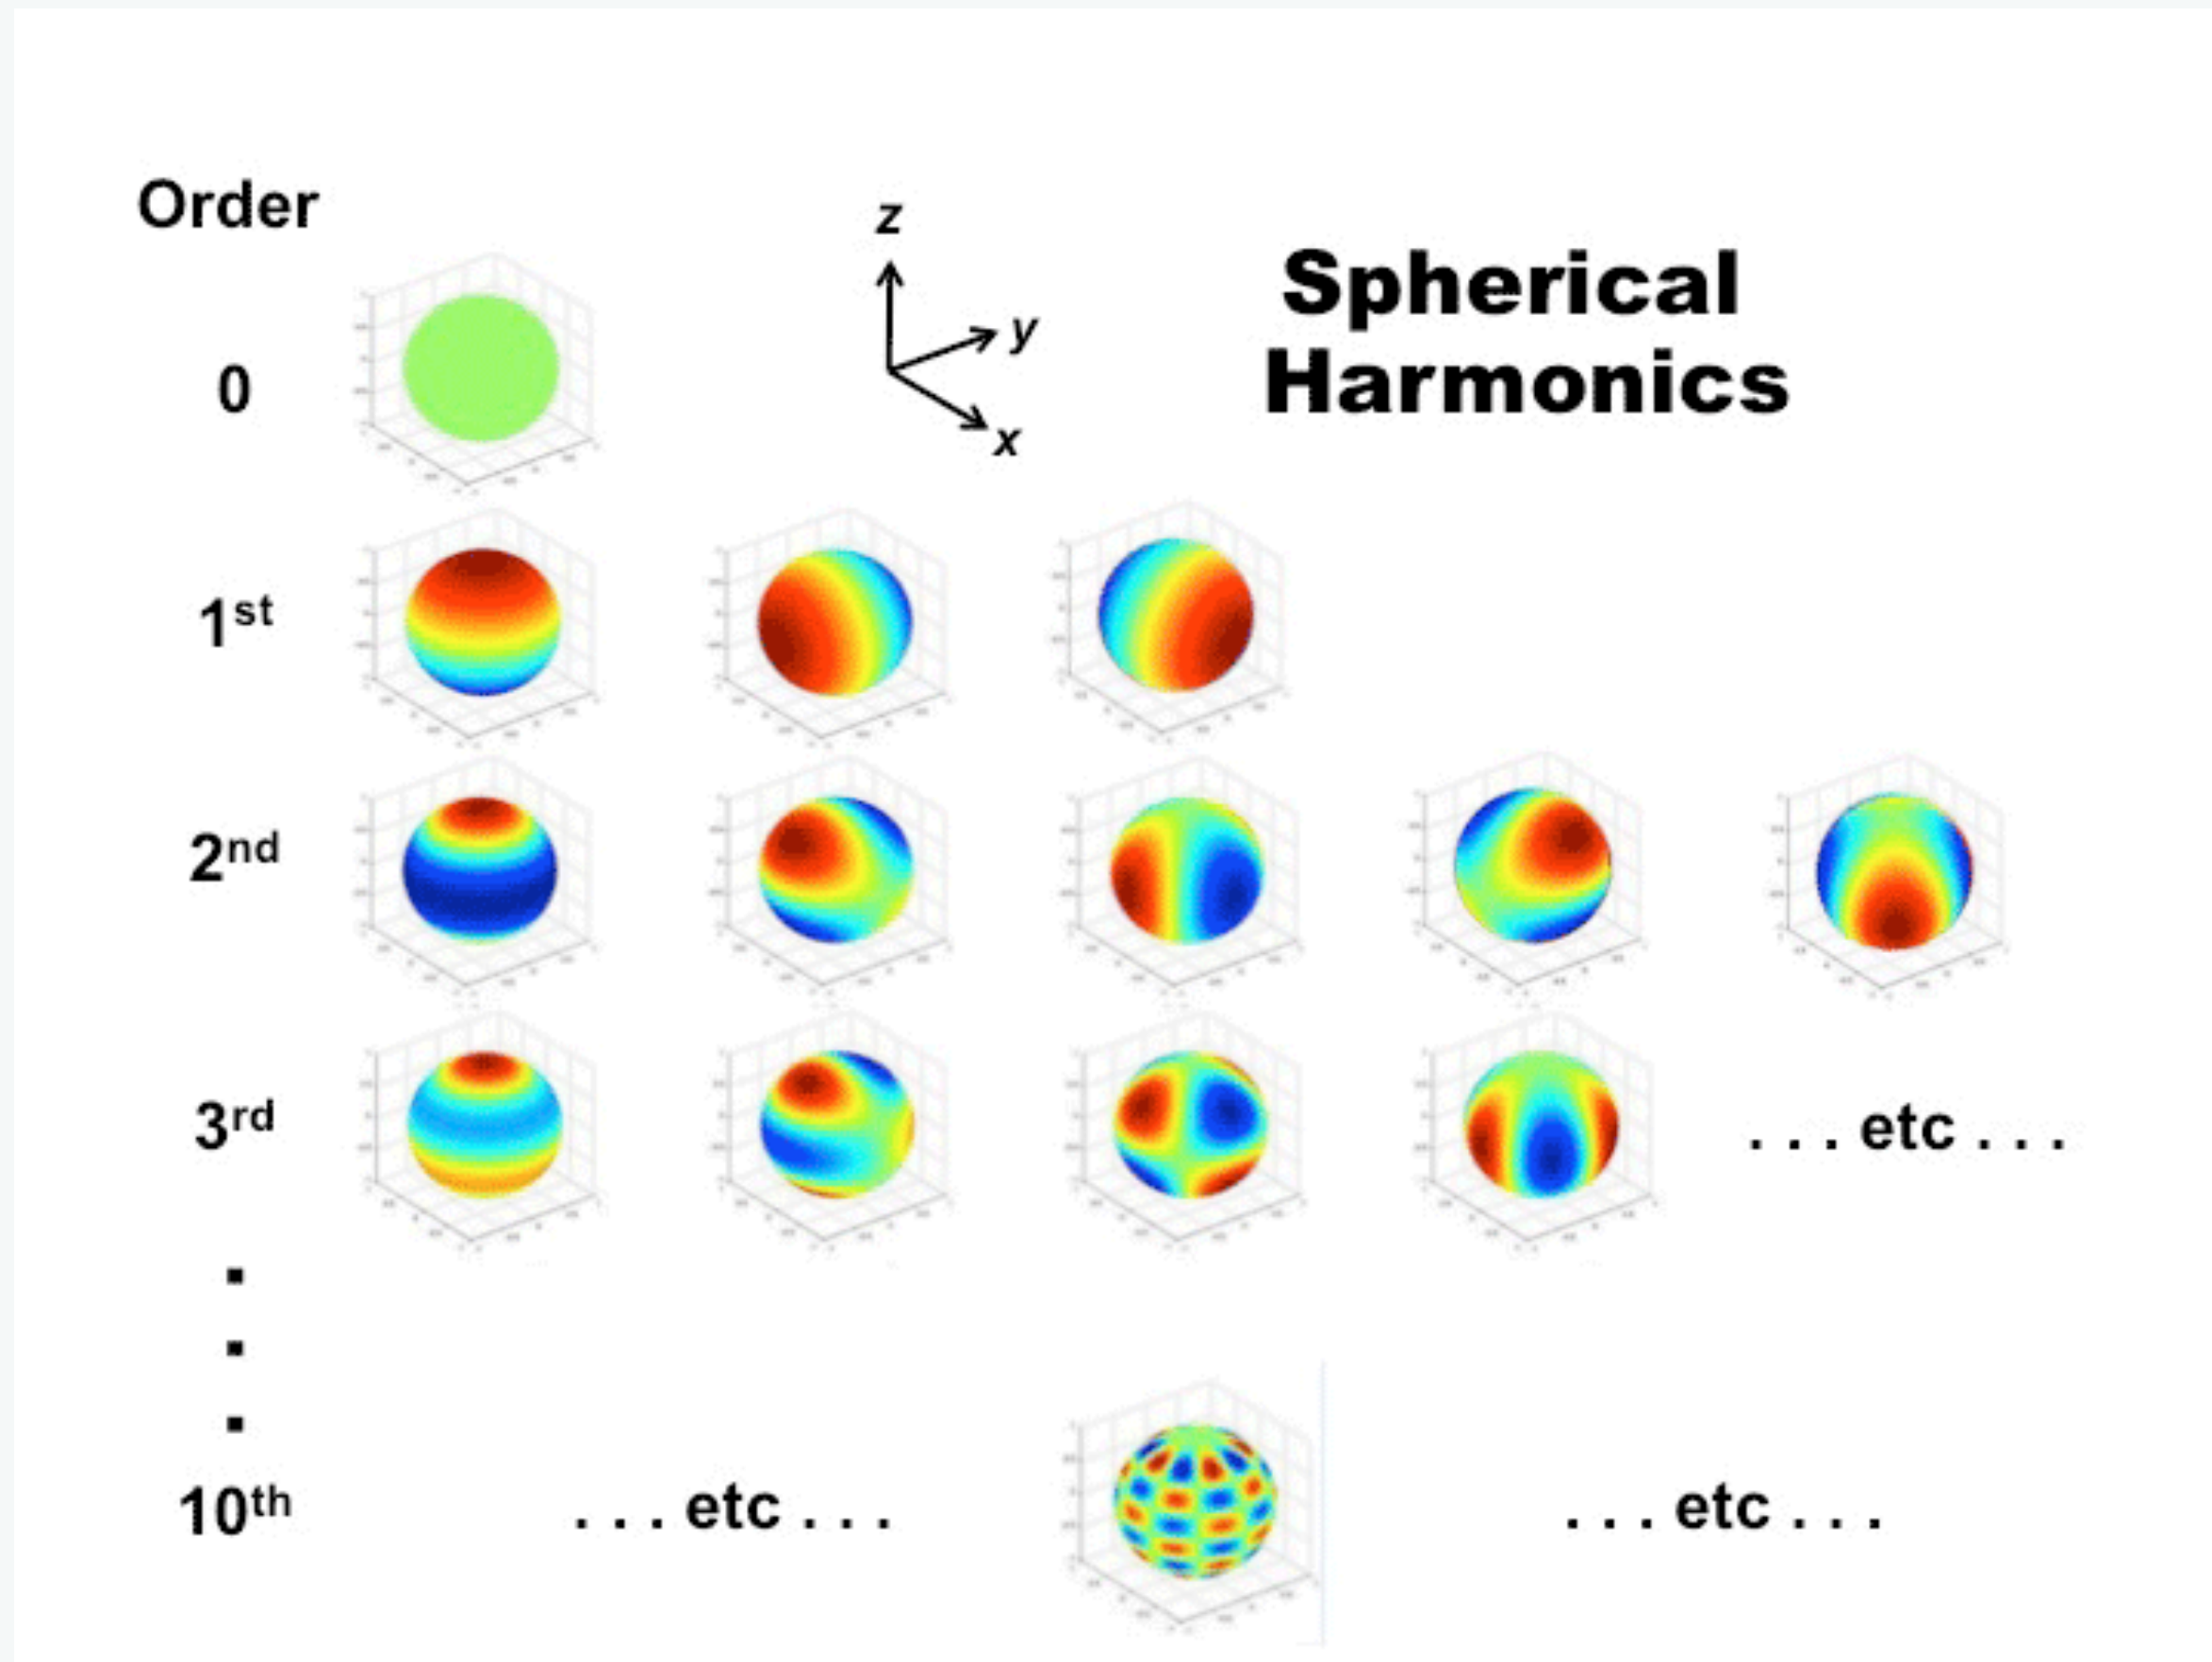 Order
z
y
x
Spherical
Harmonics
0
1st
2nd
3rd
. . . etc . . .
10th
. . . etc . . .
. . . etc . . .